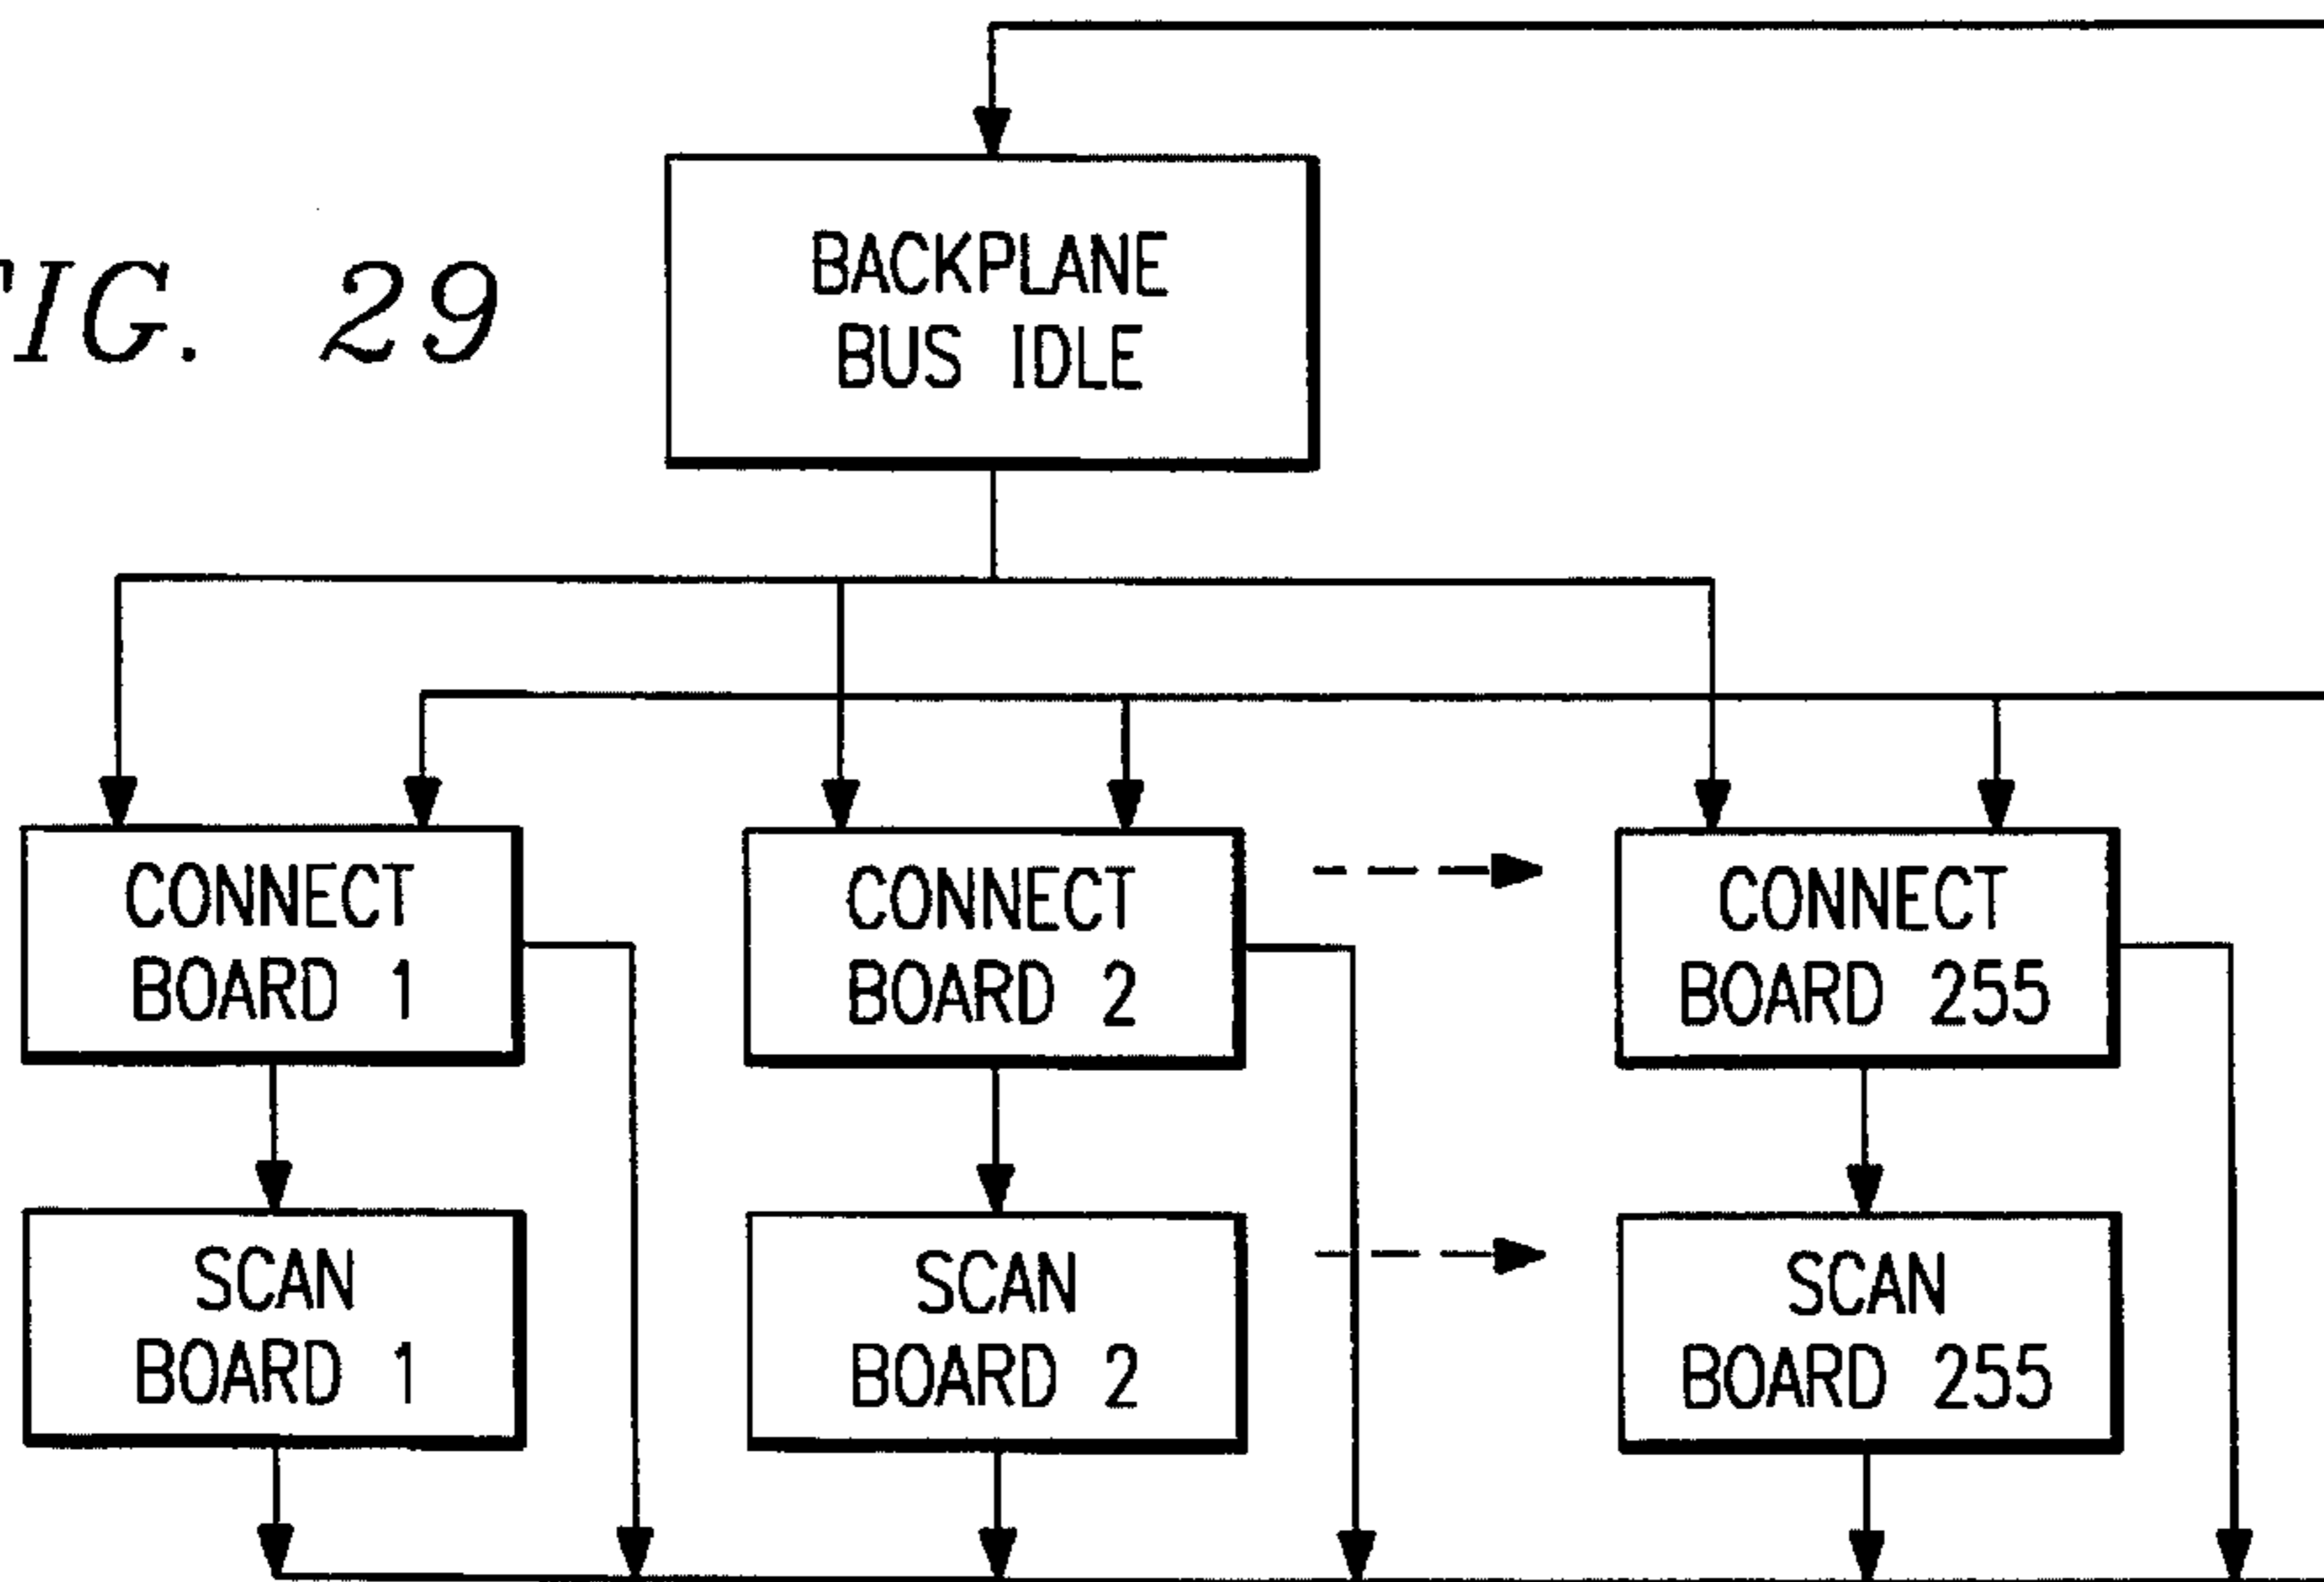 FIG. 29
BACKPLANE
BUS IDLE
CONNECT
BOARD 1
CONNECT
BOARD 2
CONNECT
BOARD 255
SCAN
BOARD 1
SCAN
BOARD 2
SCAN
BOARD 255